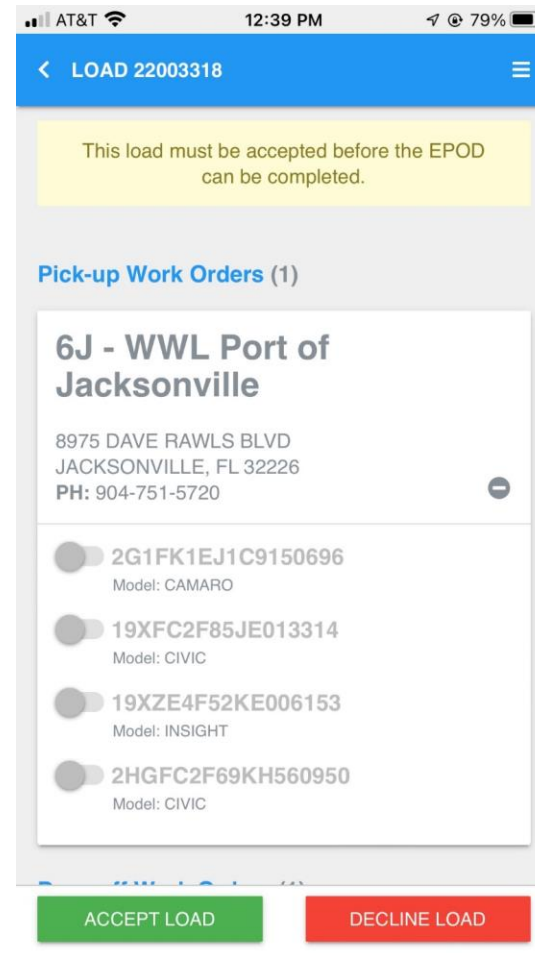 AT&T 12:39 PM 79%
LOAD 22003318
This load must be accepted before the EPOD
can be completed.
Pick-up Work Orders (1)
6J - WWL Port of
Jacksonville
8975 DAVE RAWLS BLVD
JACKSONVILLE, FL 32226
PH: 904-751-5720
2G1FK1EJ1C9150696
Model: CAMARO
19XFC2F85JE013314
Model: CIVIC
19XZE4F52KE006153
Model: INSIGHT
2HGFC2F69KH560950
Model: CIVIC
ACCEPT LOAD DECLINE LOAD